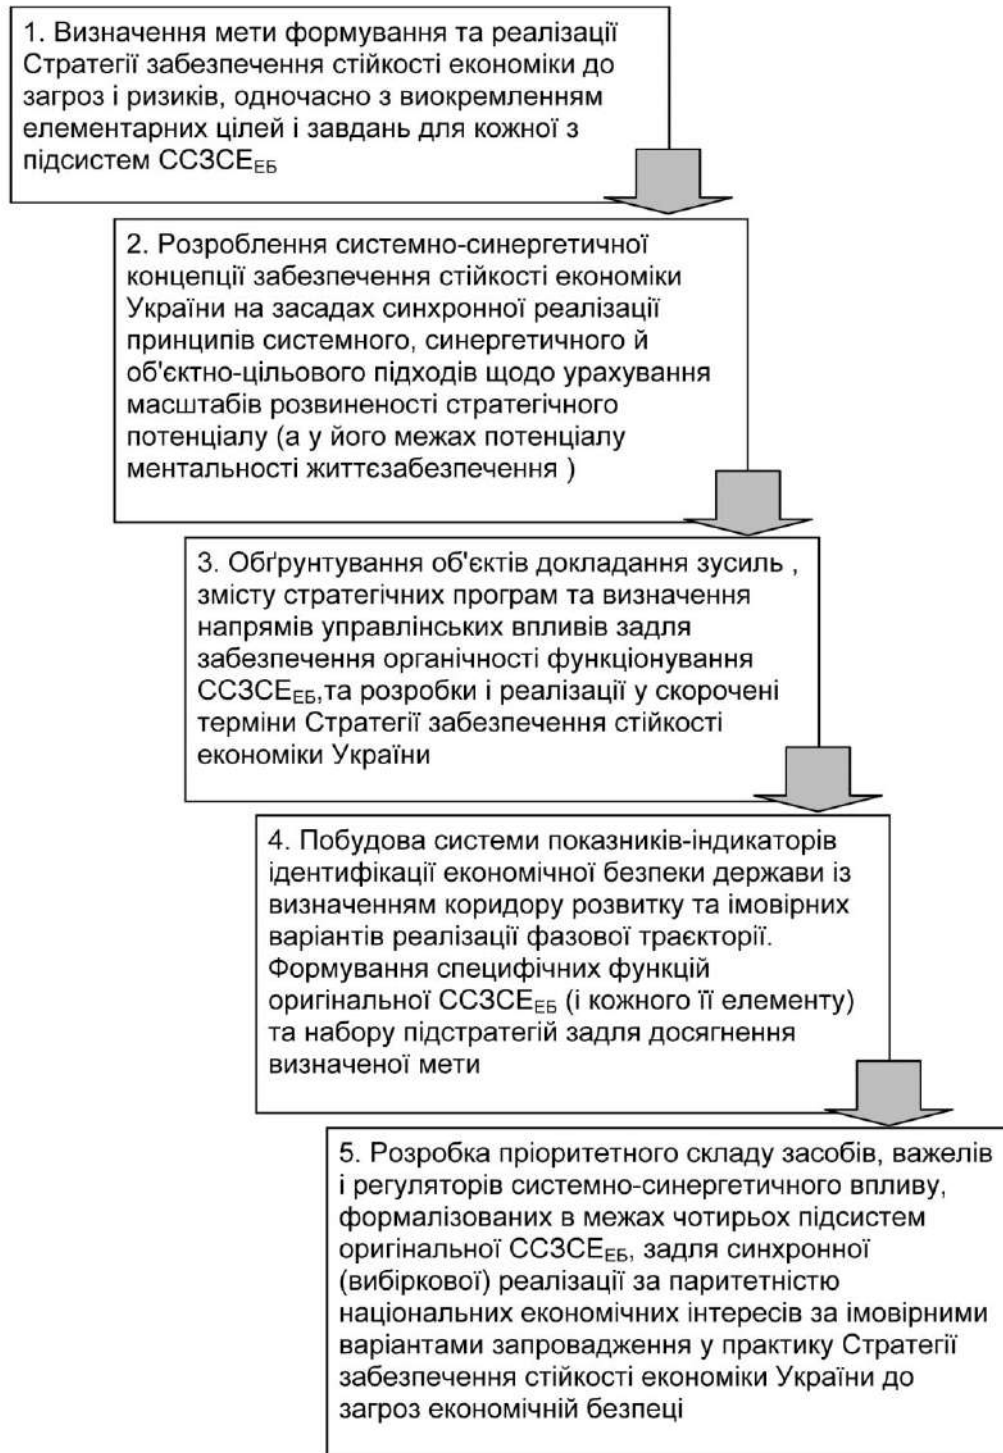 1. Визначення мети формування та реалізації
Стратегії забезпечення стійкості економіки до
загроз і ризиків, одночасно з виокремленням
елементарних цілей і завдань для кожної з
підсистем ССЗСЕЕБ
2. Розроблення системно-синергетичної
концепції забезпечення стійкості економіки
України на засадах синхронної реалізації
принципів системного, синергетичного й
об'єктно-цільового підходів щодо урахування
масштабів розвиненості стратегічного
потенціалу (а у його межах потенціалу
ментальності життєзабезпечення )
3. Обґрунтування об'єктів докладання зусиль ,
змісту стратегічних програм та визначення
напрямів управлінських впливів задля
забезпечення органічності функціонування
ССЗСЕЕБ,та розробки і реалізації у скорочені
терміни Стратегії забезпечення стійкості
економіки України
4. Побудова системи показників-індикаторів
ідентифікації економічної безпеки держави із
визначенням коридору розвитку та імовірних
варіантів реалізації фазової траєкторії.
Формування специфічних функцій
оригінальної ССЗСЕЕБ (і кожного її елементу)
та набору підстратегій задля досягнення
визначеної мети
5. Розробка пріоритетного складу засобів, важелів
і регуляторів системно-синергетичного впливу,
формалізованих в межах чотирьох підсистем
оригінальної ССЗСЕЕБ, задля синхронної
(вибіркової) реалізації за паритетністю
національних економічних інтересів за імовірними
варіантами запровадження у практику Стратегії
забезпечення стійкості економіки України до
загроз економічній безпеці